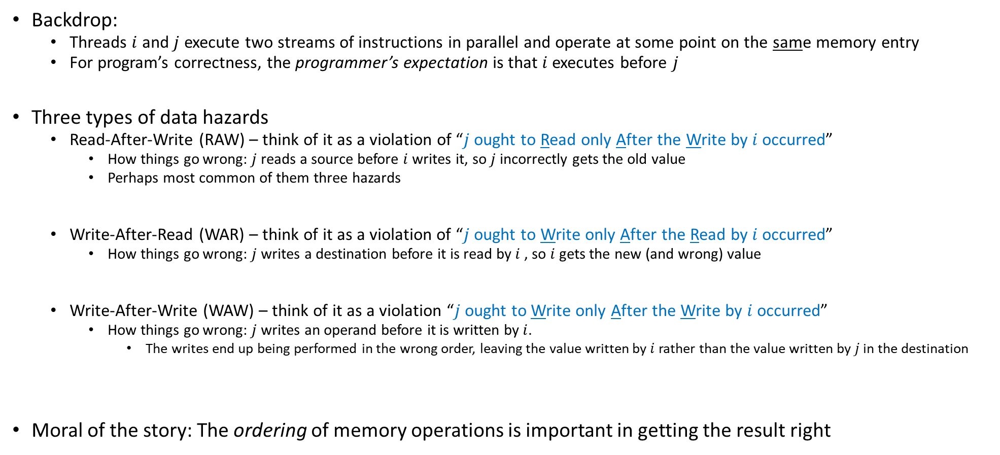 • Backdrop:
• Threads i and j execute two streams of instructions in parallel and operate at some point on the same memory entry
• For program’s correctness, the programmer’s expectation is that i executes before j
• Three types of data hazards
• Read-After-Write (RAW) – think of it as a violation of “j ought to Read only After the Write by i occurred”
• How things go wrong: j reads a source before i writes it, so j incorrectly gets the old value
• Perhaps most common of them three hazards
• Write-After-Read (WAR) – think of it as a violation of “j ought to Write only After the Read by i occurred”
• How things go wrong: j writes a destination before it is read by i , so i gets the new (and wrong) value
• Write-After-Write (WAW) – think of it as a violation “j ought to Write only After the Write by i occurred”
• How things go wrong: j writes an operand before it is written by i.
• The writes end up being performed in the wrong order, leaving the value written by i rather than the value written by j in the destination
• Moral of the story: The ordering of memory operations is important in getting the result right